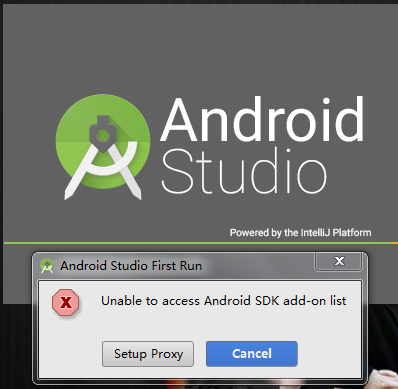 Android
Studio
Powered by the IntelliJ Platform
Android Studio First Run
Unable to access Android SDK add-on list
Setup Proxy
Cancel